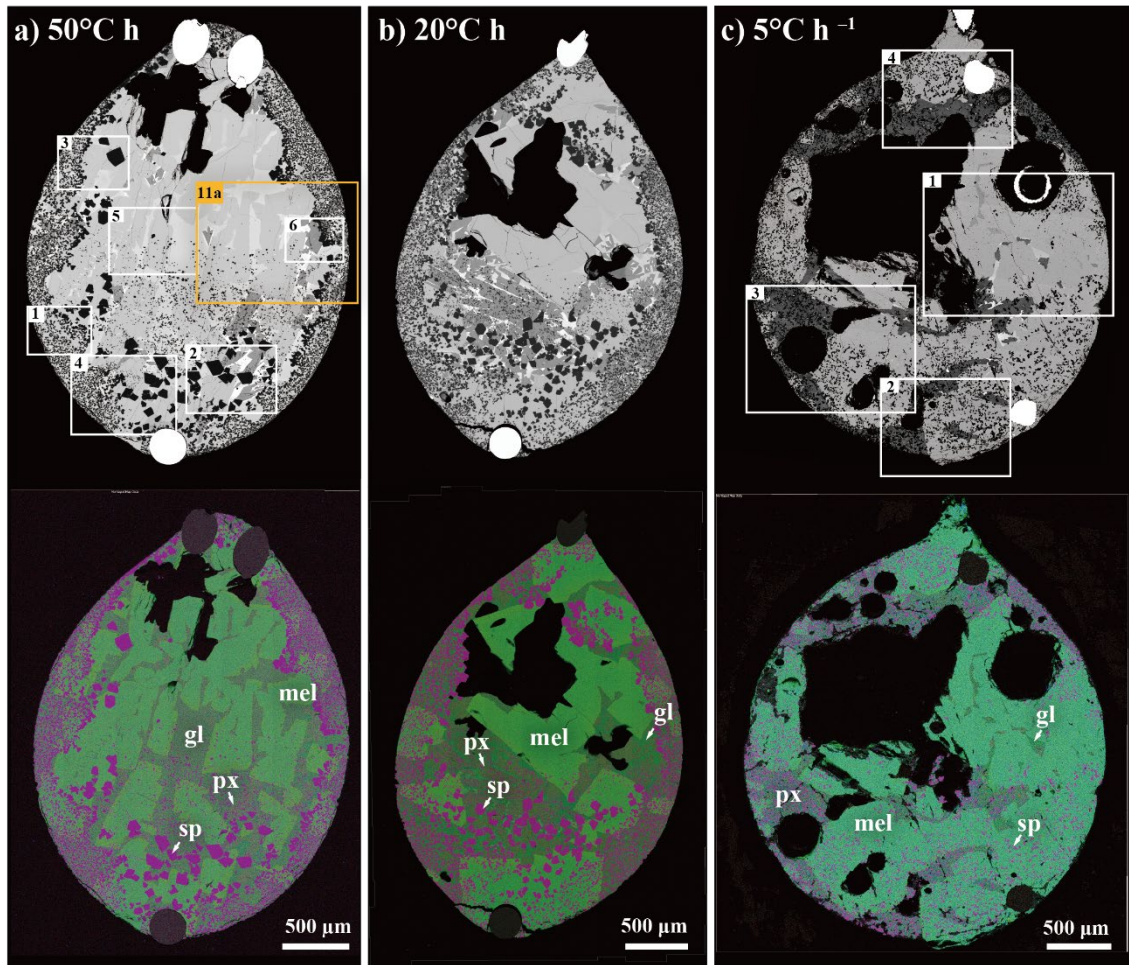 a) 50°C h
b) 20°C h
c) 5°C h ⁻¹
3
11a
5
6
1
2
4
4
1
3
2
mel
gl
px
sp
500 µm
gl
mel
px
sp
500 µm
gl
px
mel
sp
500 µm